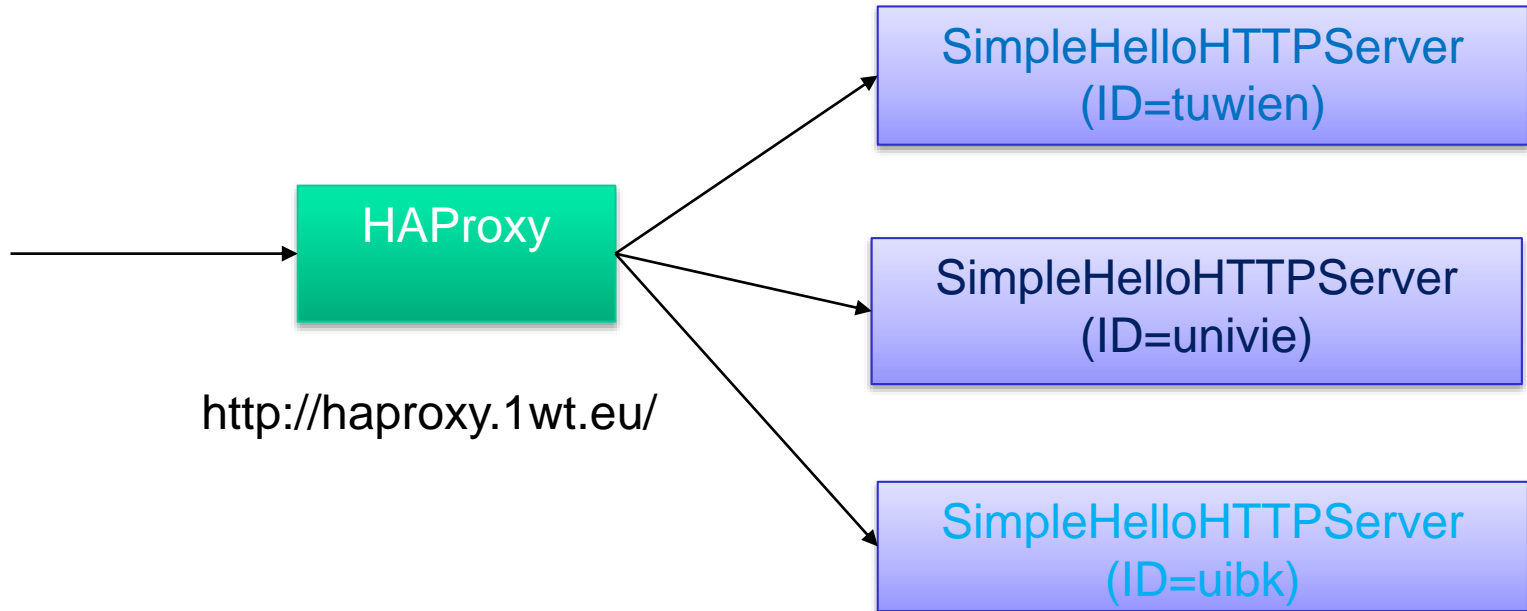 SimpleHelloHTTPServer
(ID=tuwien)
HAProxy
SimpleHelloHTTPServer
(ID=univie)
http://haproxy.1wt.eu/
SimpleHelloHTTPServer
(ID=uibk)